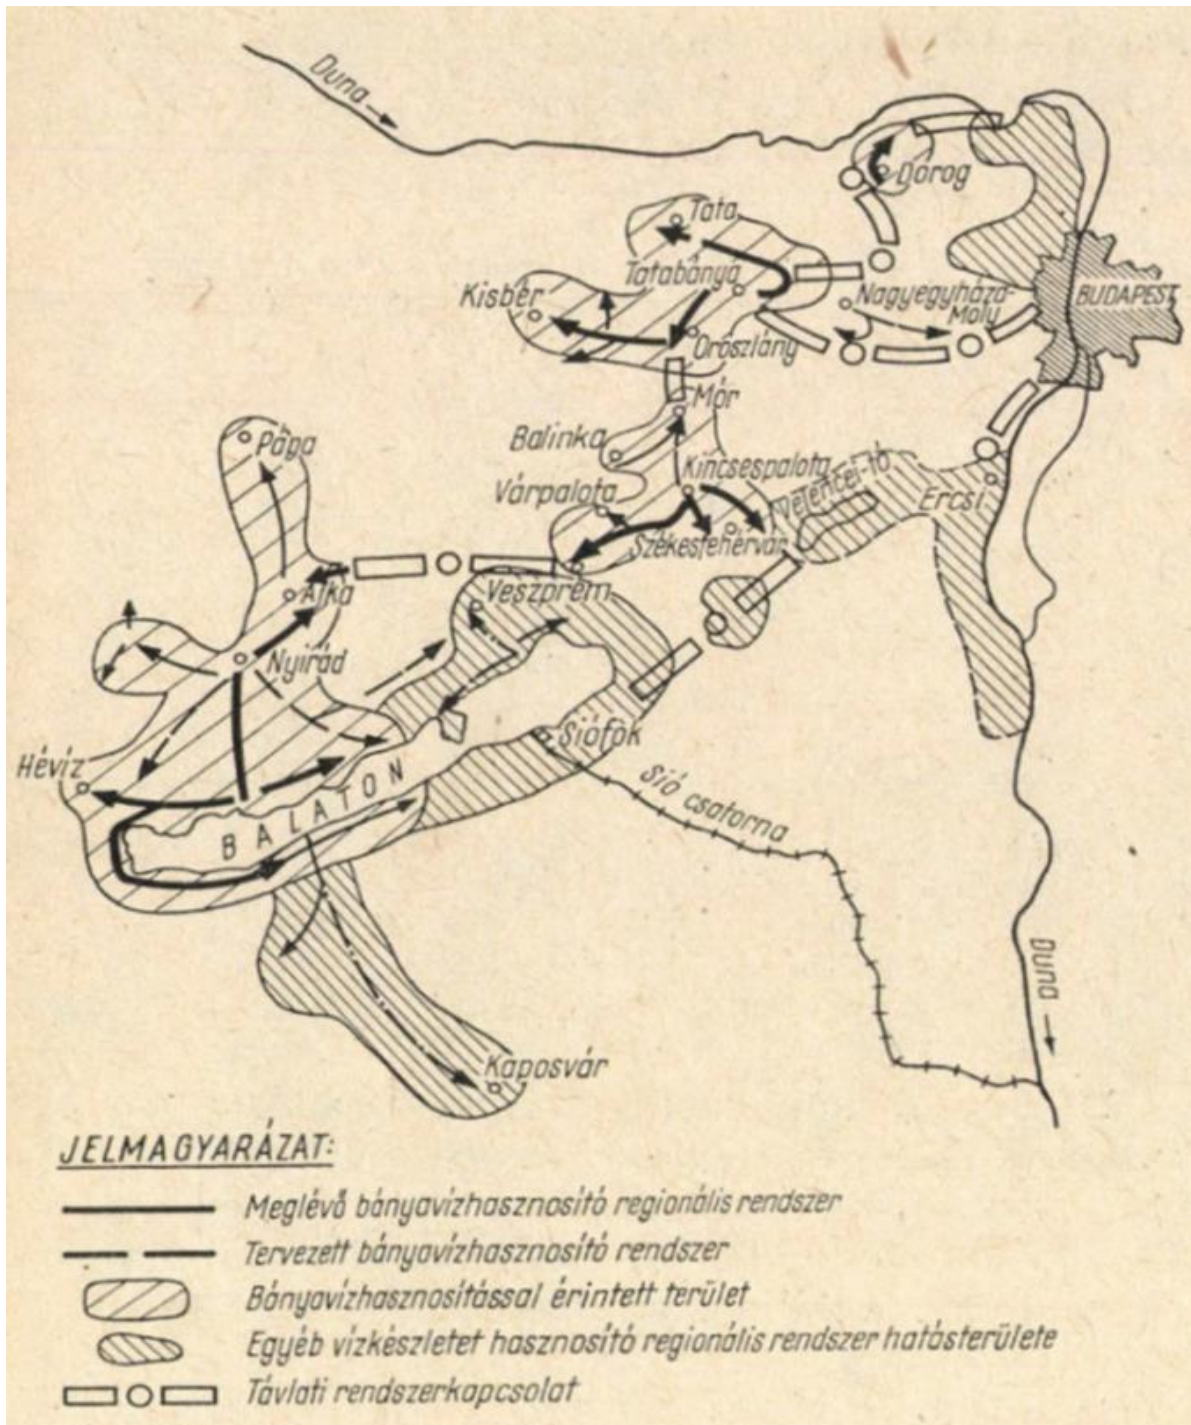 Duna
Dorog
Tata
Tatabánya
Kisbér
Nagyegyháza-
Moly
BUDAPEST
Oroszlány
Mór
Balinka
Pápa
Kincsespalota
Várpalota
Velencei-tó
Ercsi
Székesfehérvár
Ajka
Veszprém
Nyirád
Siófok
Hévíz
BALATON
Sió csatorna
Duna
Kaposvár
JELMAGYARÁZAT:
Meglévő bányavízhasznosító regionális rendszer
Tervezett bányavízhasznosító rendszer
Bányavízhasznosítással érintett terület
Egyéb vízkészletet hasznosító regionális rendszer hatásterülete
Távlati rendszerkapcsolat